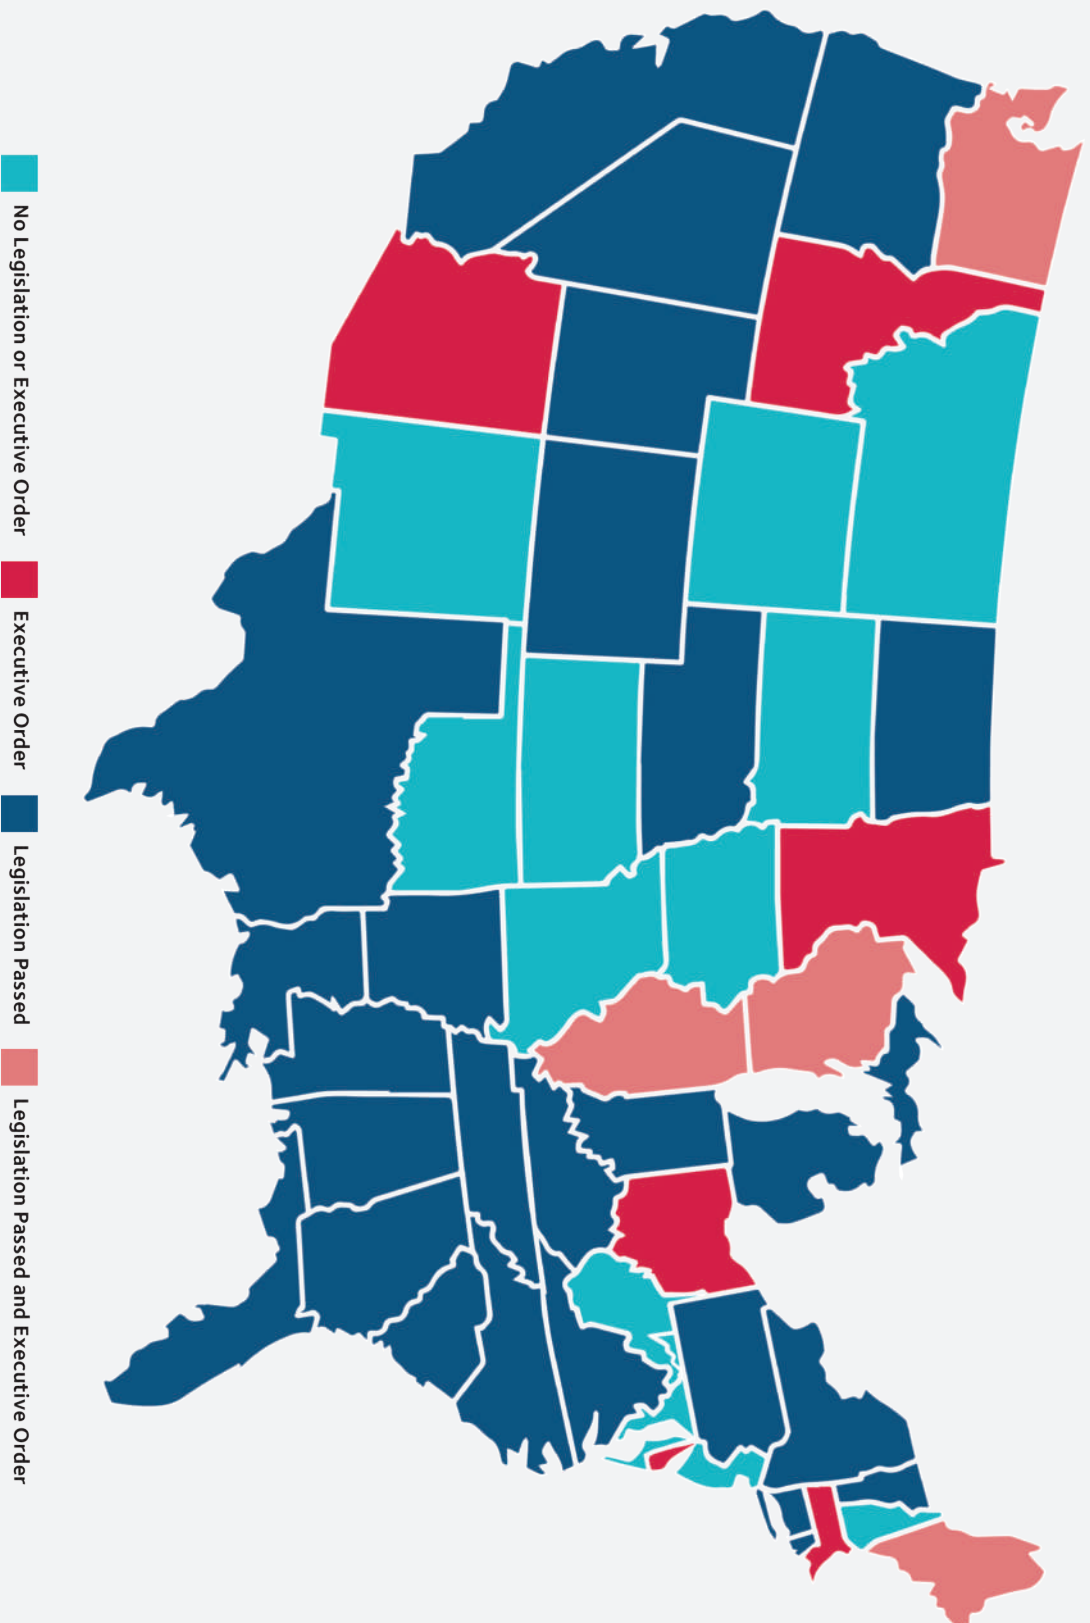 No Legislation or Executive Order
Executive Order
Legislation Passed
Legislation Passed and Executive Order